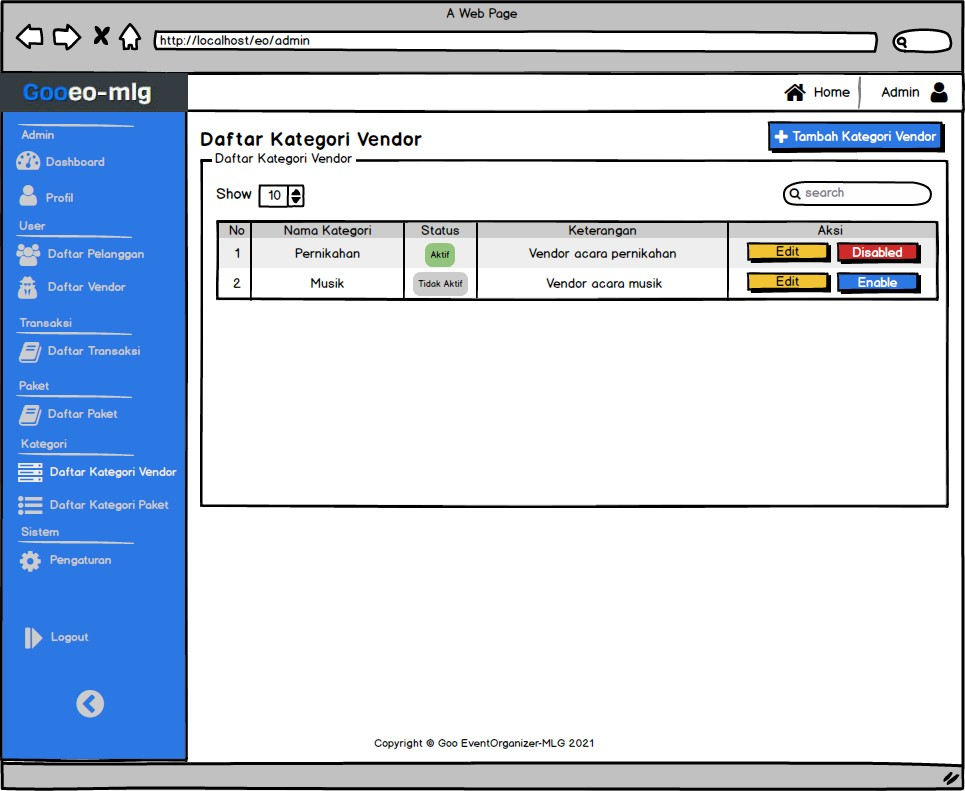 A Web Page
http://localhost/eo/admin
Gooeo-mlg
Home
Admin
Admin
Dashboard
Profil
User
Daftar Pelanggan
Daftar Vendor
Transaksi
Daftar Transaksi
Paket
Daftar Paket
Kategori
Daftar Kategori Vendor
Daftar Kategori Paket
Sistem
Pengaturan
Logout
Daftar Kategori Vendor
Tambah Kategori Vendor
Daftar Kategori Vendor
Show 10
search
No Nama Kategori Status Keterangan Aksi
1 Pernikahan Aktif Vendor acara pernikahan Edit Disabled
2 Musik Tidak Aktif Vendor acara musik Edit Enable
Copyright © Goo EventOrganizer-MLG 2021